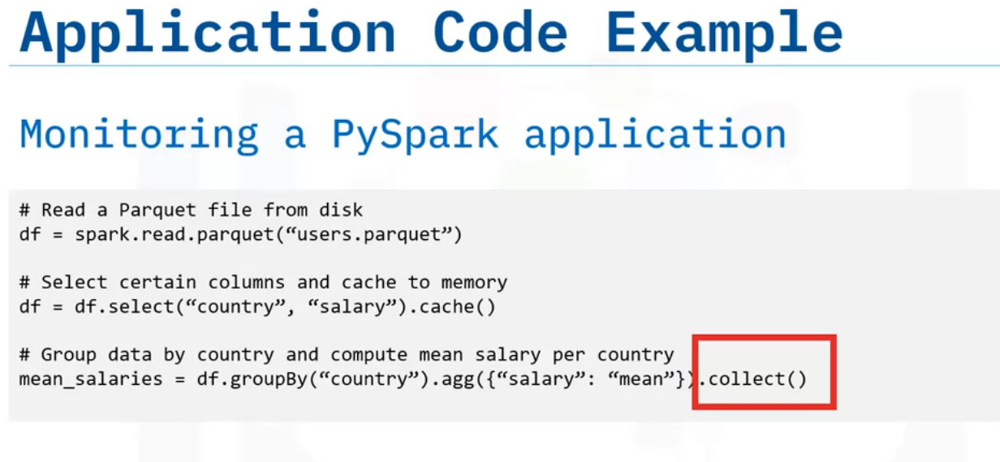 Application Code Example
Monitoring a PySpark application
# Read a Parquet file from disk
df = spark.read.parquet(“users.parquet”)
# Select certain columns and cache to memory
df = df.select(“country”, “salary”).cache()
# Group data by country and compute mean salary per country
mean_salaries = df.groupBy(“country”).agg({“salary”: “mean”}).collect()